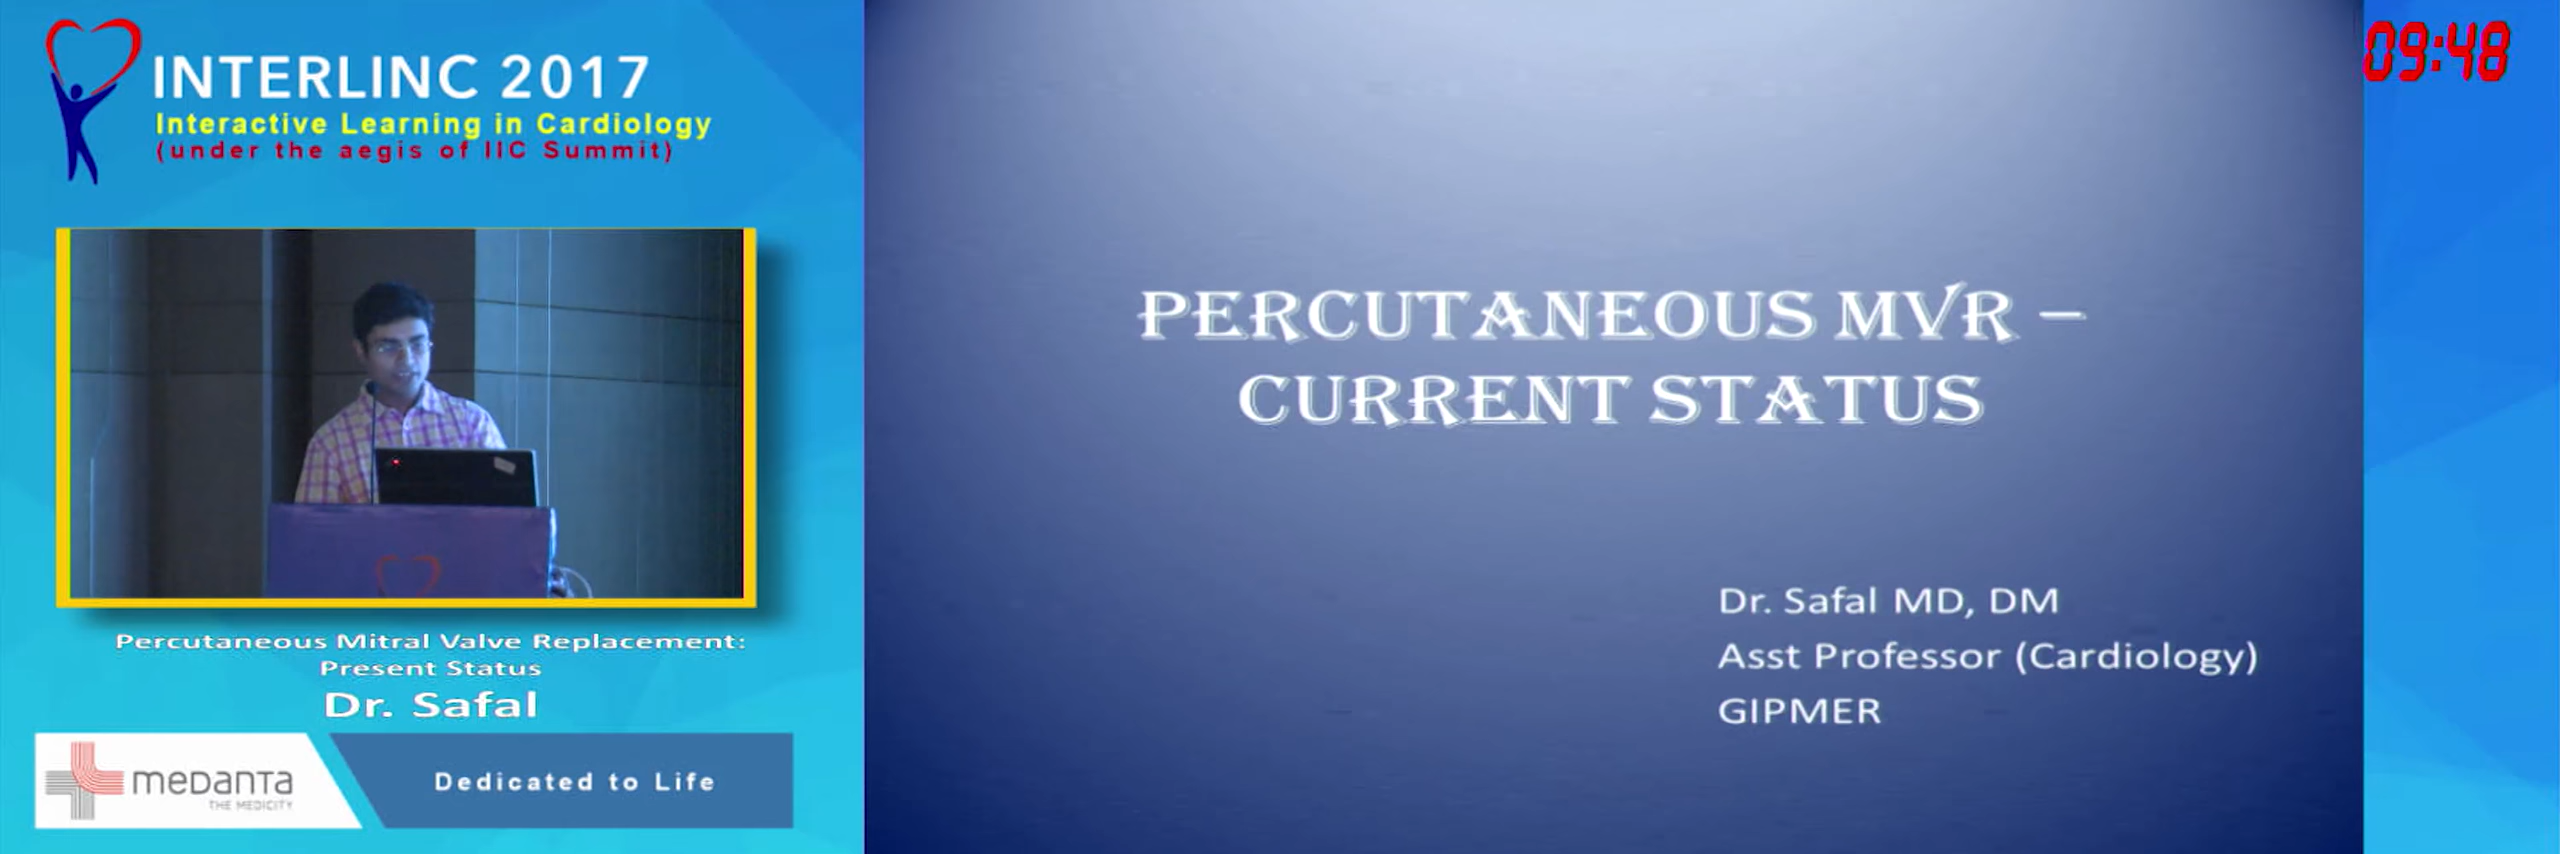 INTERLINC 2017
Interactive Learning in Cardiology
(under the aegis of IIC Summit)
Percutaneous Mitral Valve Replacement:
Present Status
Dr. Safal
medanta
THE MEDICITY
Dedicated to Life
PERCUTANEOUS MVR –
CURRENT STATUS
Dr. Safal MD, DM
Asst Professor (Cardiology)
GIPMER
09:48